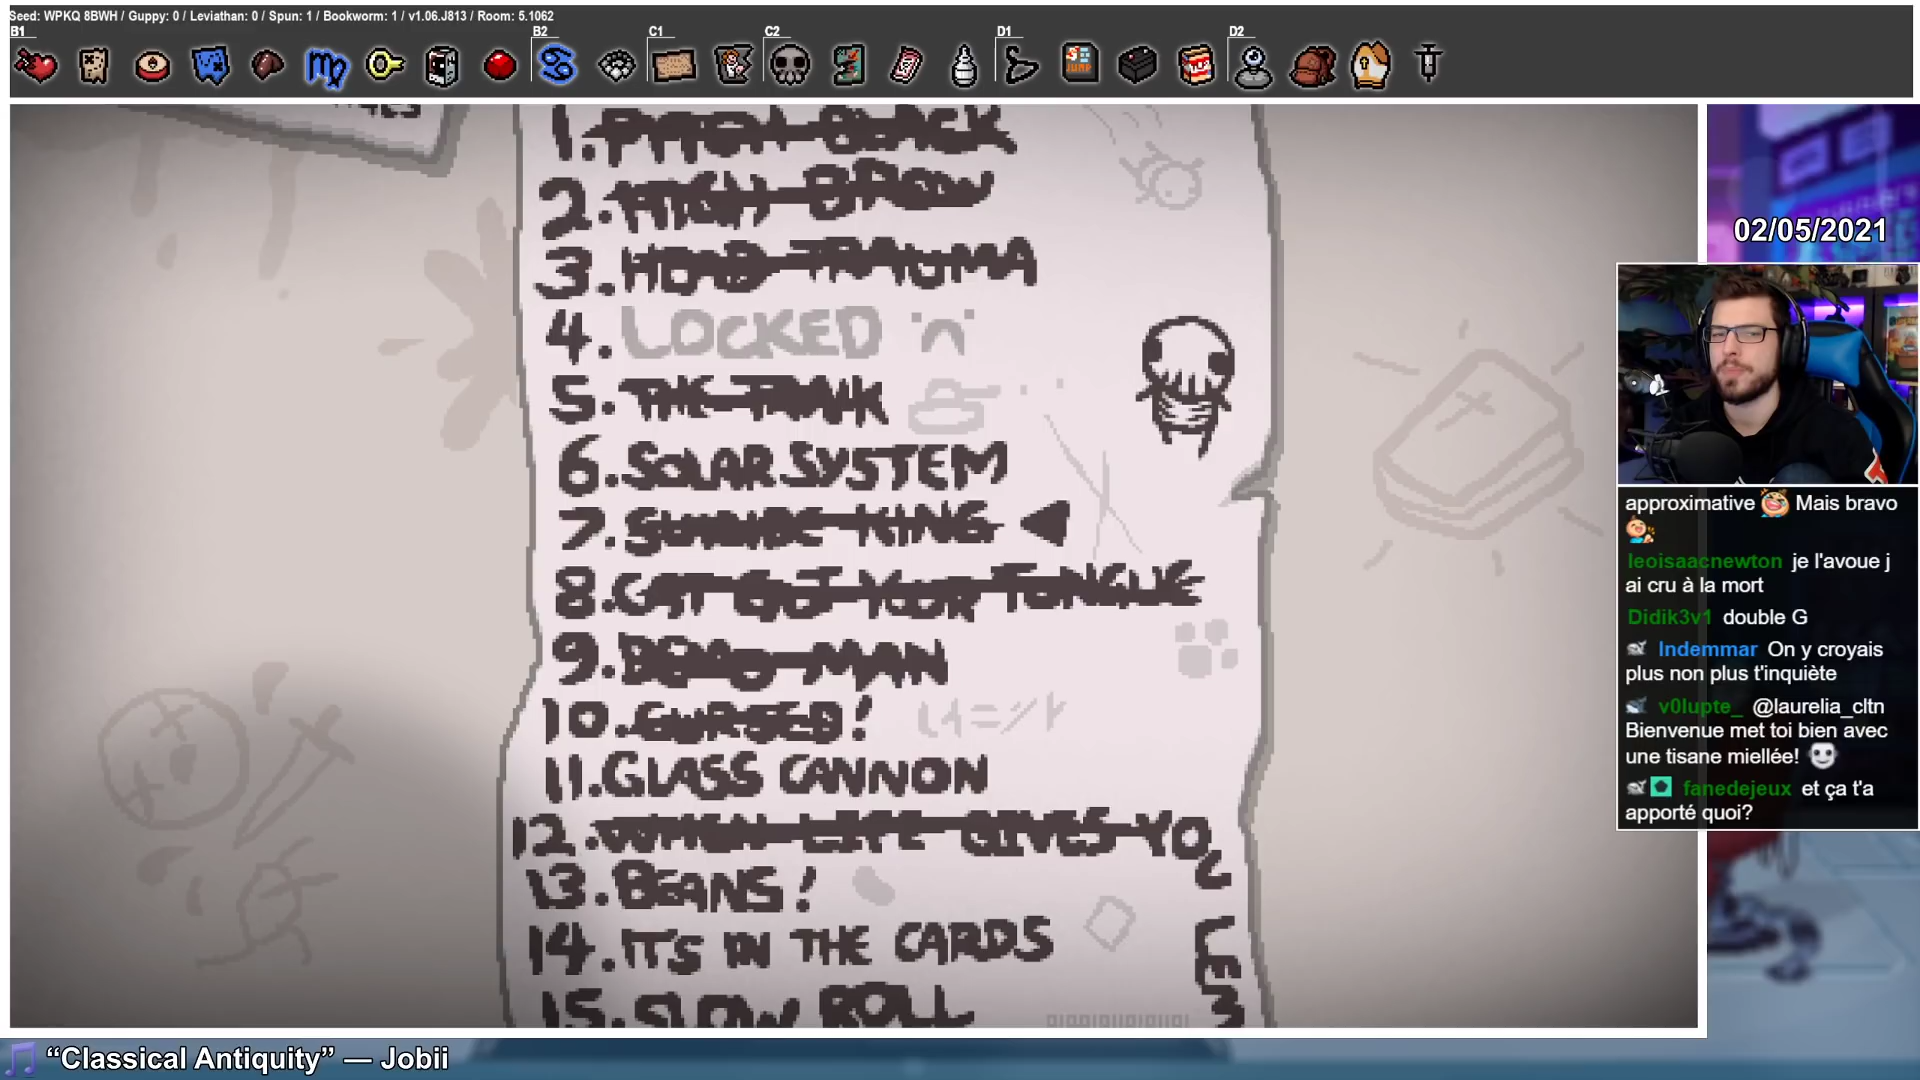 Seed: WPKQ 8BWH / Guppy: 0 / Leviathan: 0 / Spun: 1 / Bookworm: 1 / v1.06.J813 / Room: 5.1062
B1 B2 C1 C2 D1 D2
1. PITCH BLACK
2. HIGH BROW
3. HEAD TRAUMA
4. LOCKED
5. THE TANK
6. SOLAR SYSTEM
7. SUICIDE KING
8. CAT GOT YOUR TONGUE
9. DEMO MAN
10. CURSED!
11. GLASS CANNON
12. WHEN LIFE GIVES YOU LEM
13. BEANS!
14. IT'S IN THE CARDS
15. SLOW ROLL
02/05/2021
approximative Mais bravo
leoisaacnewton je l'avoue j
ai cru à la mort
Didik3v1 double G
Indemmar On y croyais
plus non plus t'inquiète
v0lupte_ @laurelia_cltn
Bienvenue met toi bien avec
une tisane miellée!
fanedejeux et ça t'a
apporté quoi?
“Classical Antiquity” — Jobii